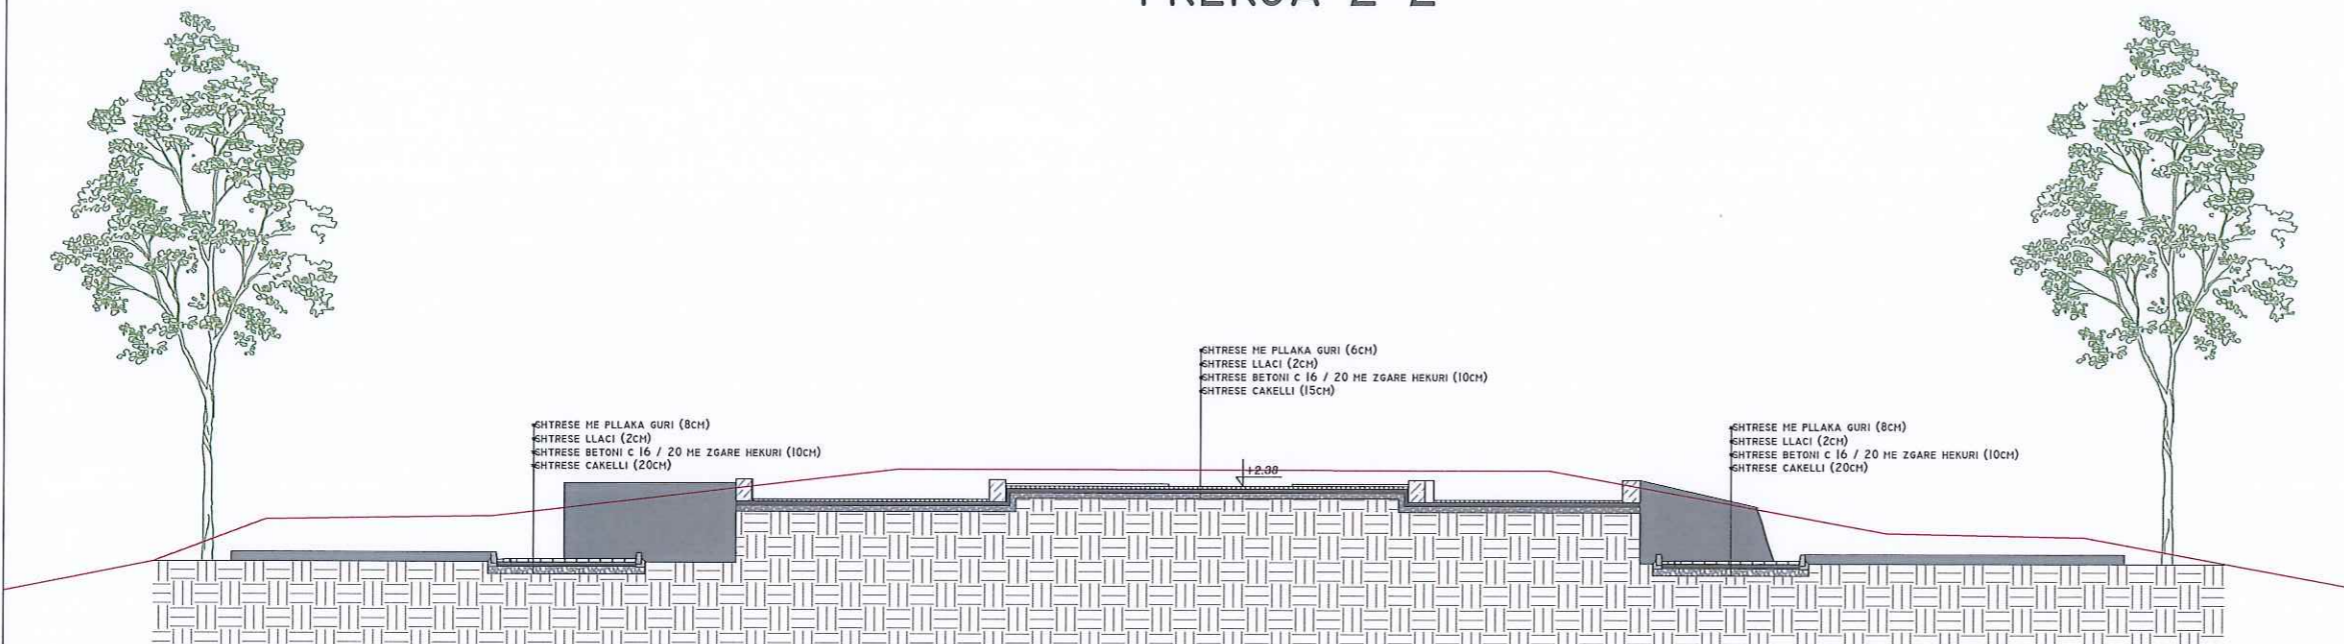 PRERJA 2-2
SHTRESE ME PLLAKA GURI (6CM)
SHTRESE LLACI (2CM)
SHTRESE BETONI C 16 / 20 ME ZGARE HEKURI (10CM)
SHTRESE CAKELLI (15CM)
SHTRESE ME PLLAKA GURI (8CM)
SHTRESE LLACI (2CM)
SHTRESE BETONI C 16 / 20 ME ZGARE HEKURI (10CM)
SHTRESE CAKELLI (20CM)
SHTRESE ME PLLAKA GURI (8CM)
SHTRESE LLACI (2CM)
SHTRESE BETONI C 16 / 20 ME ZGARE HEKURI (10CM)
SHTRESE CAKELLI (20CM)
+2.38